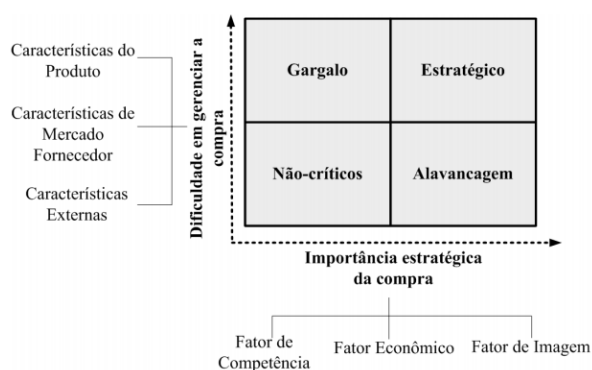 Características do
Produto
Características de
Mercado
Fornecedor
Características
Externas
Dificuldade em gerenciar a
compra
Gargalo
Estratégico
Não-críticos
Alavancagem
Importância estratégica
da compra
Fator de
Competência
Fator Econômico
Fator de Imagem